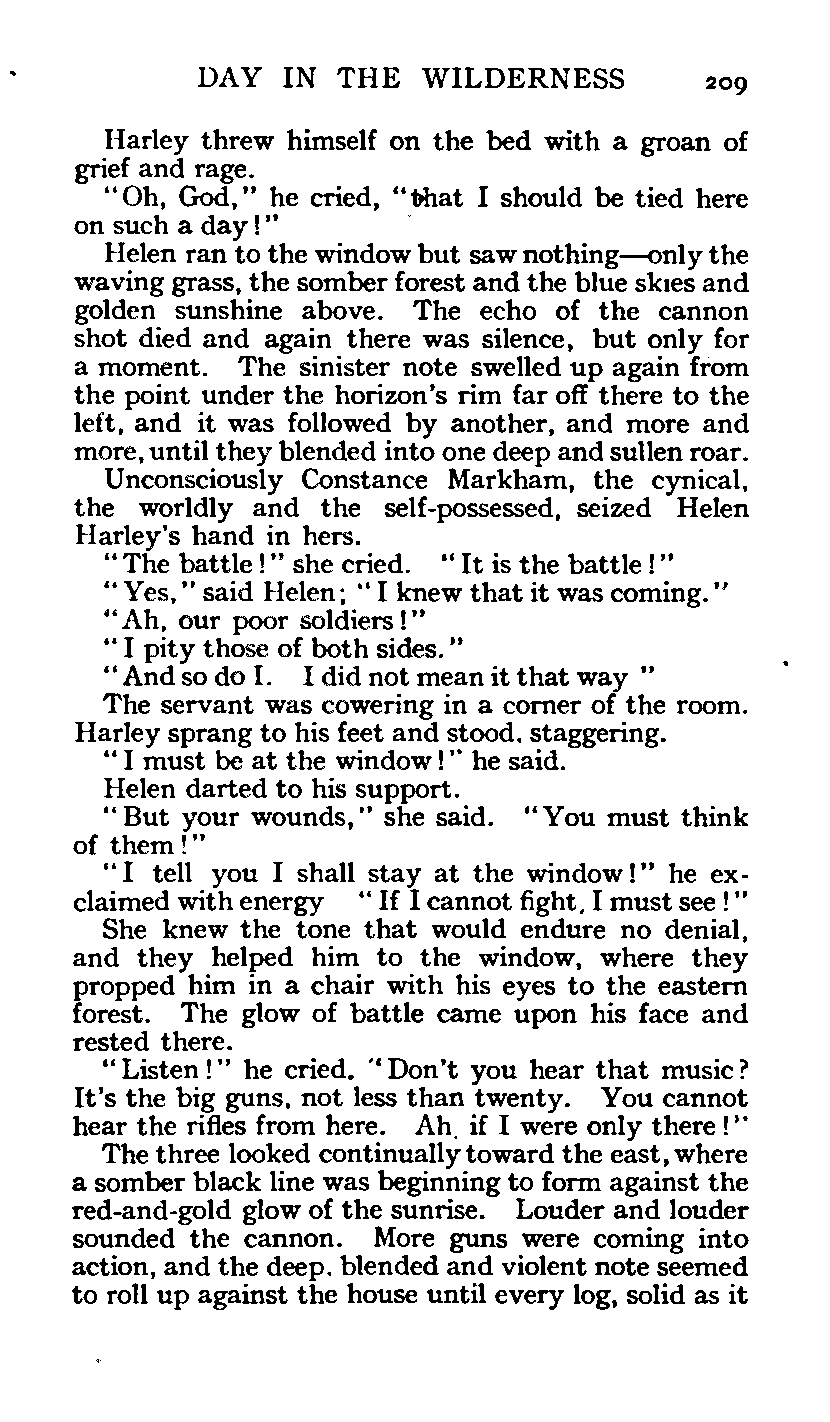 DAY IN THE WILDERNESS 209
Harley threw himself on the bed with a groan of
grief and rage.
"Oh, God," he cried, "that I should be tied here
on such a day!"
Helen ran to the window but saw nothing—only the
waving grass, the somber forest and the blue skies and
golden sunshine above. The echo of the cannon
shot died and again there was silence, but only for
a moment. The sinister note swelled up again from
the point under the horizon's rim far off there to the
left, and it was followed by another, and more and
more, until they blended into one deep and sullen roar.
Unconsciously Constance Markham, the cynical,
the worldly and the self-possessed, seized Helen
Harley's hand in hers.
"The battle!" she cried. "It is the battle!"
"Yes," said Helen; "I knew that it was coming."
"Ah, our poor soldiers!"
"I pity those of both sides."
"And so do I. I did not mean it that way "
The servant was cowering in a corner of the room.
Harley sprang to his feet and stood, staggering.
"I must be at the window!" he said.
Helen darted to his support.
"But your wounds," she said. "You must think
of them!"
"I tell you I shall stay at the window!" he ex-
claimed with energy "If I cannot fight, I must see!"
She knew the tone that would endure no denial,
and they helped him to the window, where they
propped him in a chair with his eyes to the eastern
forest. The glow of battle came upon his face and
rested there.
"Listen!" he cried. "Don't you hear that music?
It's the big guns, not less than twenty. You cannot
hear the rifles from here. Ah, if I were only there!"
The three looked continually toward the east, where
a somber black line was beginning to form against the
red-and-gold glow of the sunrise. Louder and louder
sounded the cannon. More guns were coming into
action, and the deep, blended and violent note seemed
to roll up against the house until every log, solid as it